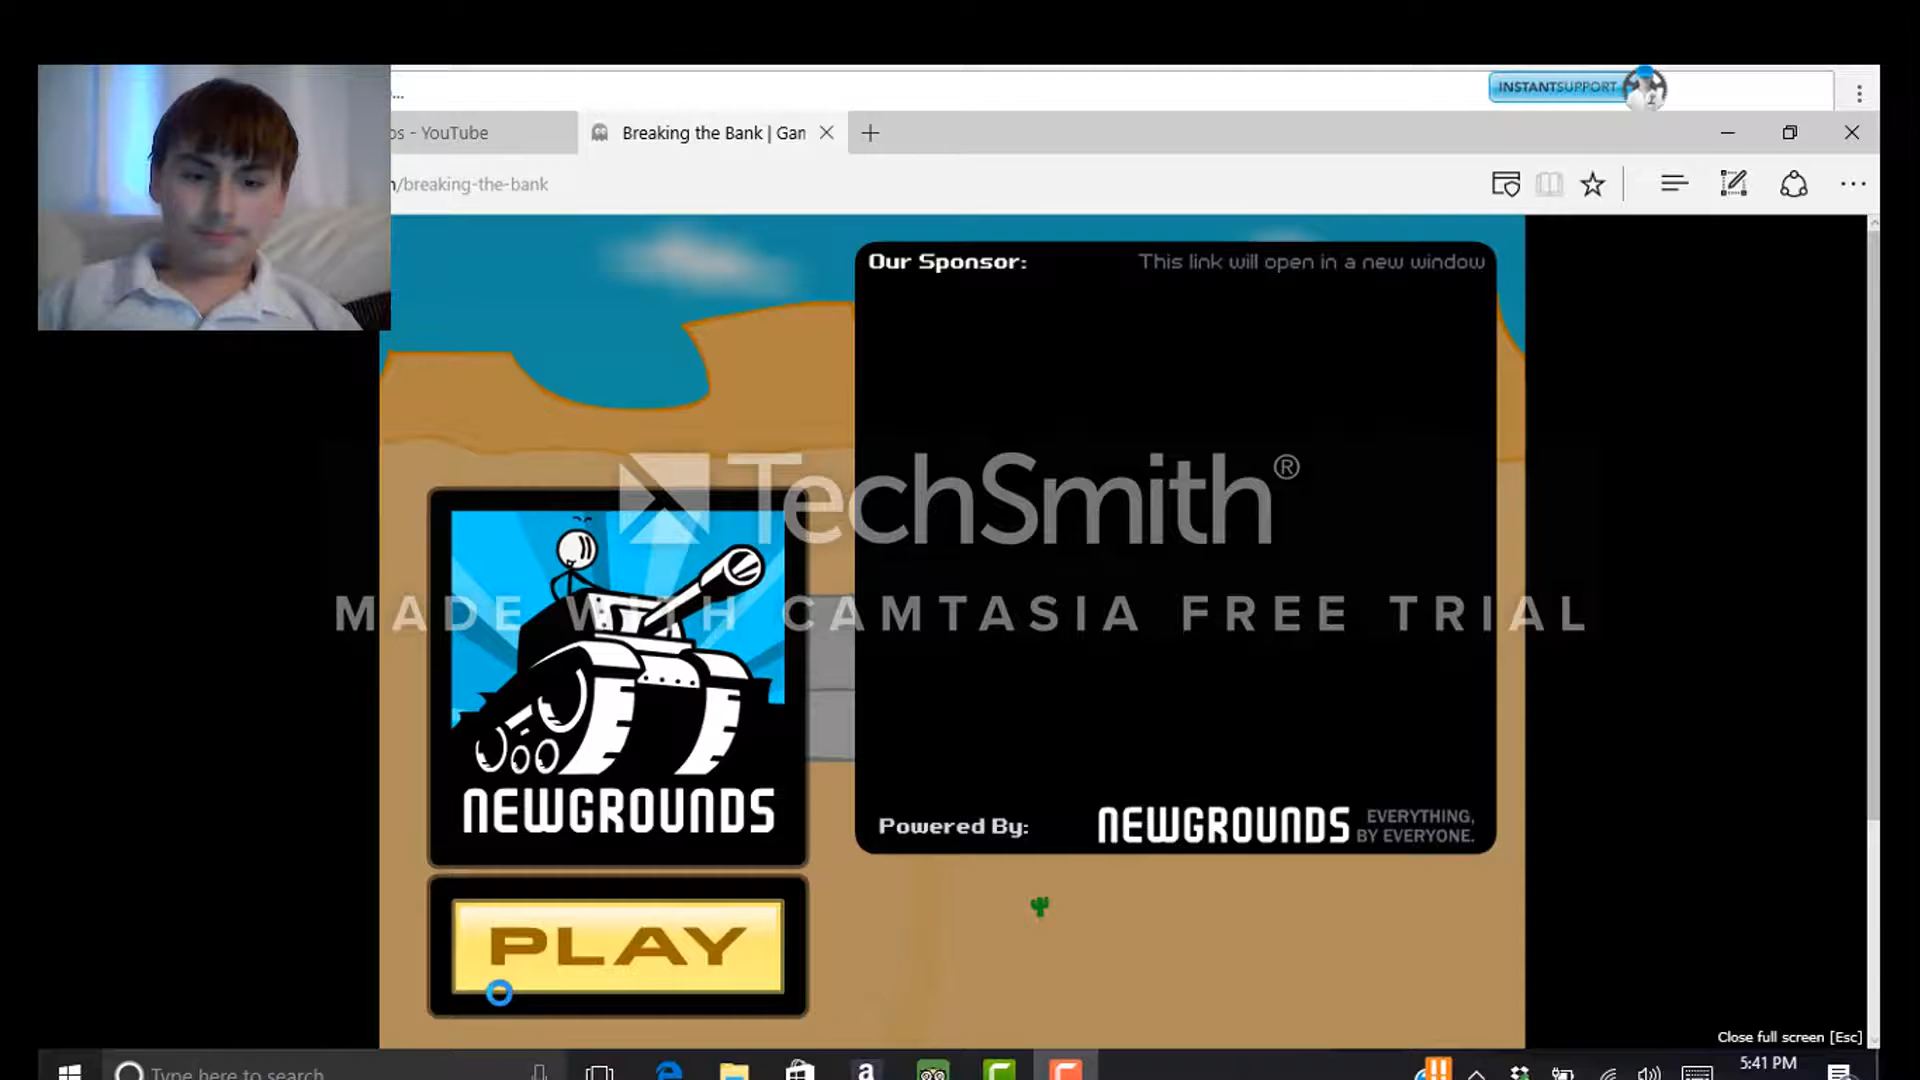 ...
INSTANTSUPPORT
os - YouTube
Breaking the Bank | Gan
/breaking-the-bank
Our Sponsor:
This link will open in a new window
TechSmith®
MADE WITH CAMTASIA FREE TRIAL
NEWGROUNDS
Powered By:
NEWGROUNDS
EVERYTHING,
BY EVERYONE.
PLAY
Close full screen [Esc]
Type here to search
a
5:41 PM